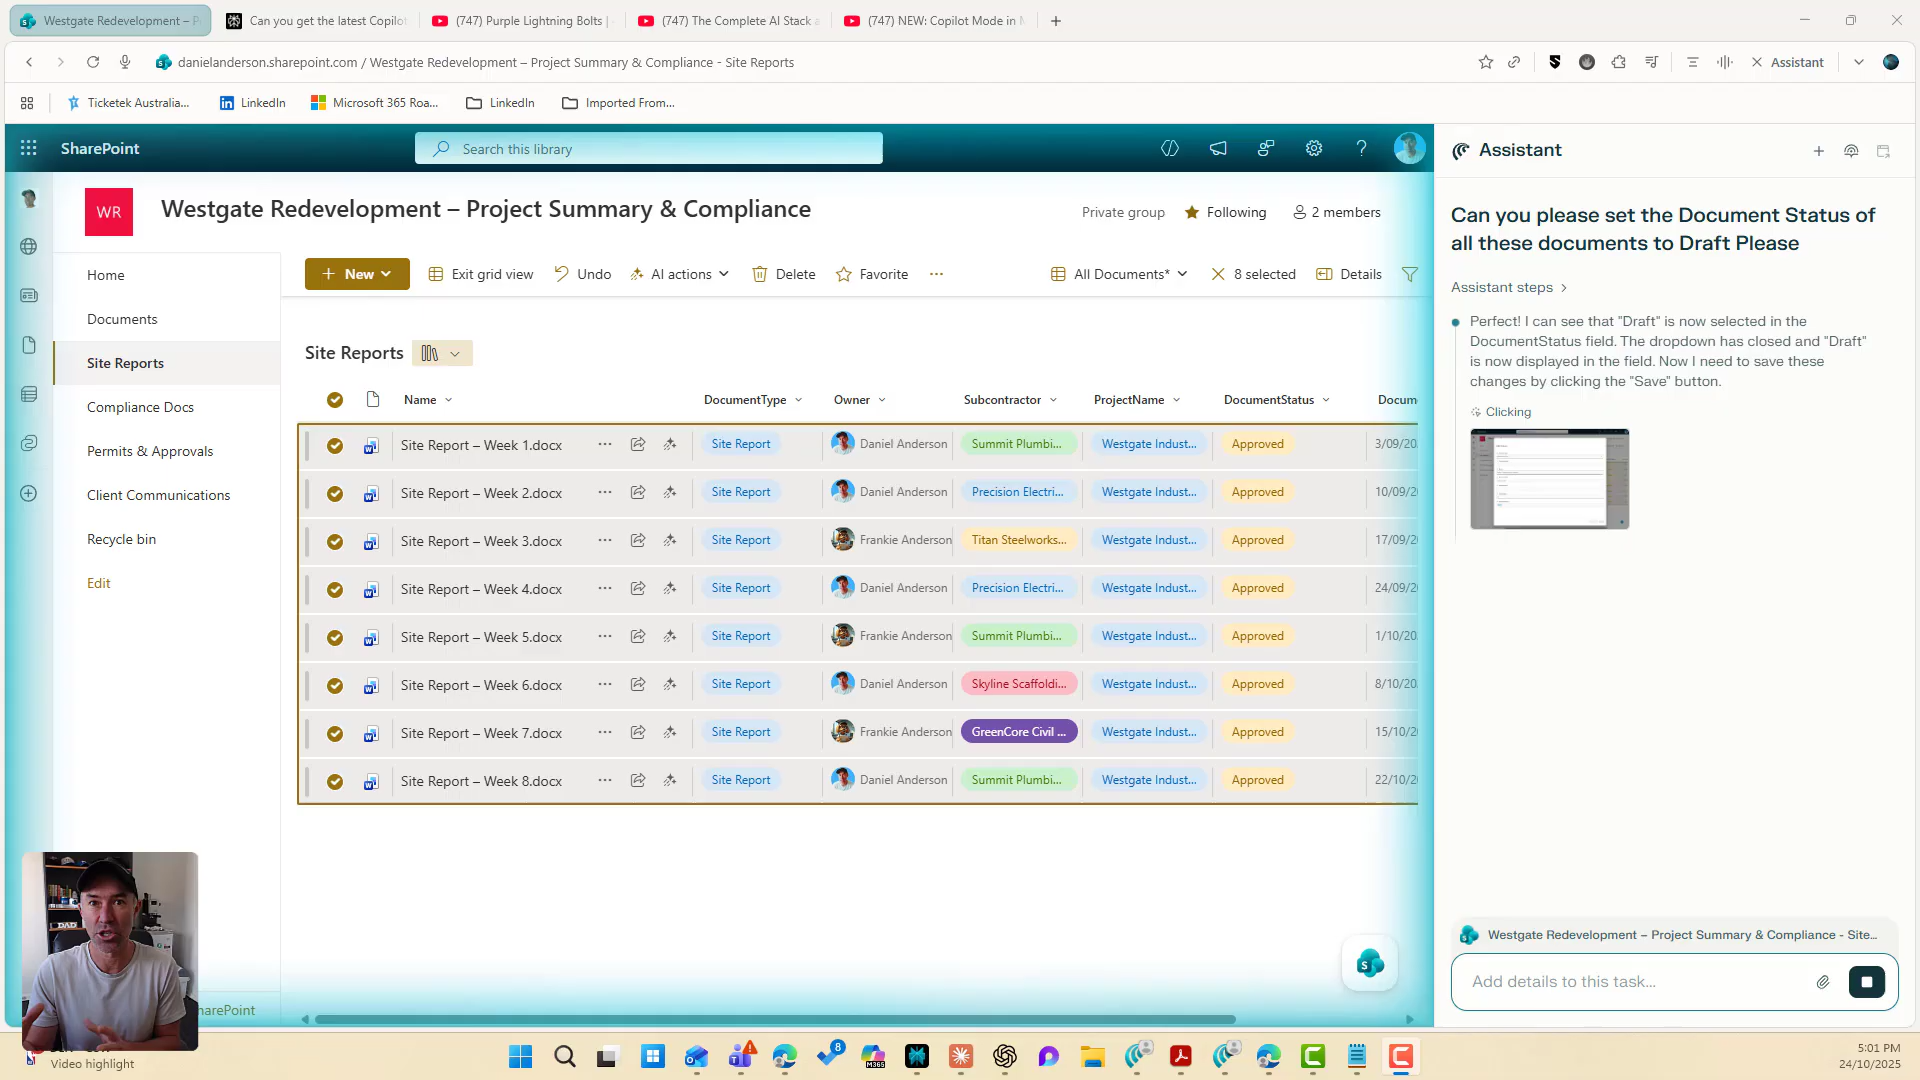 Westgate Redevelopment – P
Can you get the latest Copilot
(747) Purple Lightning Bolts |
(747) The Complete AI Stack a
(747) NEW: Copilot Mode in M
danielanderson.sharepoint.com / Westgate Redevelopment – Project Summary & Compliance - Site Reports
Assistant
Ticketek Australia...
LinkedIn
Microsoft 365 Roa...
LinkedIn
Imported From...
SharePoint
Search this library
WR
Westgate Redevelopment – Project Summary & Compliance
Private group
Following
2 members
Home
Documents
Site Reports
Compliance Docs
Permits & Approvals
Client Communications
Recycle bin
Edit
New
Exit grid view
Undo
AI actions
Delete
Favorite
All Documents*
8 selected
Details
Site Reports
Name DocumentType Owner Subcontractor ProjectName DocumentStatus Docum
Site Report – Week 1.docx Site Report Daniel Anderson Summit Plumbi... Westgate Indust... Approved 3/09/20
Site Report – Week 2.docx Site Report Daniel Anderson Precision Electri... Westgate Indust... Approved 10/09/2
Site Report – Week 3.docx Site Report Frankie Anderson Titan Steelworks... Westgate Indust... Approved 17/09/2
Site Report – Week 4.docx Site Report Daniel Anderson Precision Electri... Westgate Indust... Approved 24/09/2
Site Report – Week 5.docx Site Report Frankie Anderson Summit Plumbi... Westgate Indust... Approved 1/10/20
Site Report – Week 6.docx Site Report Daniel Anderson Skyline Scaffoldi... Westgate Indust... Approved 8/10/20
Site Report – Week 7.docx Site Report Frankie Anderson GreenCore Civil ... Westgate Indust... Approved 15/10/2
Site Report – Week 8.docx Site Report Daniel Anderson Summit Plumbi... Westgate Indust... Approved 22/10/2
Assistant
Can you please set the Document Status of
all these documents to Draft Please
Assistant steps
Perfect! I can see that "Draft" is now selected in the
DocumentStatus field. The dropdown has closed and "Draft"
is now displayed in the field. Now I need to save these
changes by clicking the "Save" button.
Clicking
Westgate Redevelopment – Project Summary & Compliance - Site...
Add details to this task...
DAD
harePoint
Video highlight
8
M365
5:01 PM
24/10/2025